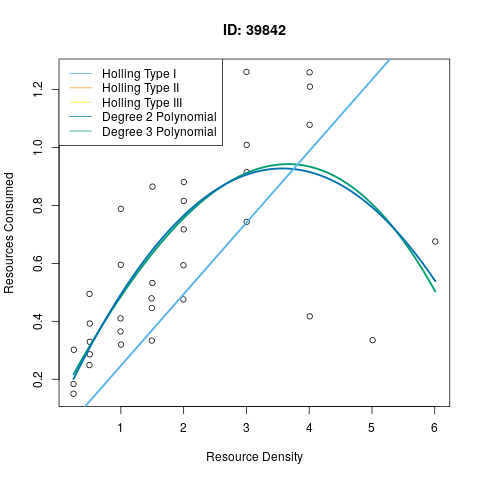 ID: 39842
Holling Type I
Holling Type II
Holling Type III
Degree 2 Polynomial
Degree 3 Polynomial
Resources Consumed
1.2
1.0
0.8
0.6
0.4
0.2
1 2 3 4 5 6
Resource Density